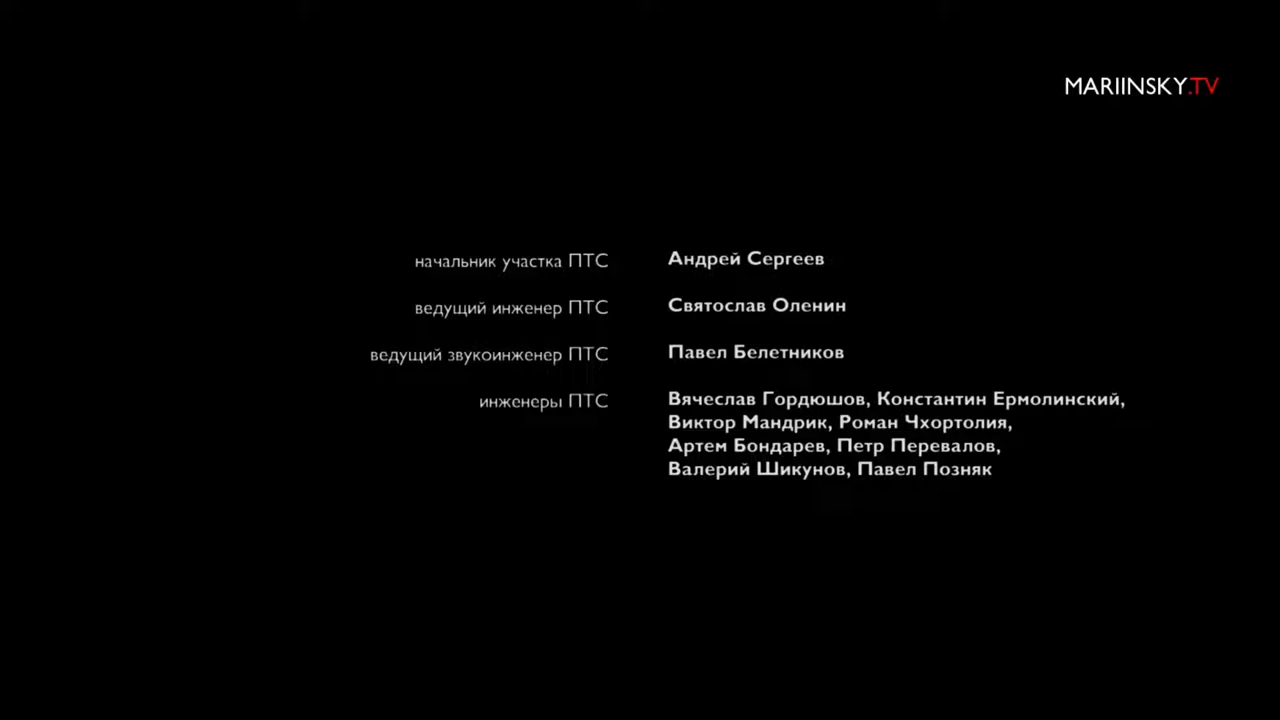 MARIINSKY.TV
начальник участка ПТС Андрей Сергеев
ведущий инженер ПТС Святослав Оленин
ведущий звукоинженер ПТС Павел Белетников
инженеры ПТС Вячеслав Гордюшов, Константин Ермолинский,
Виктор Мандрик, Роман Чхортолия,
Артем Бондарев, Петр Перевалов,
Валерий Шикунов, Павел Позняк